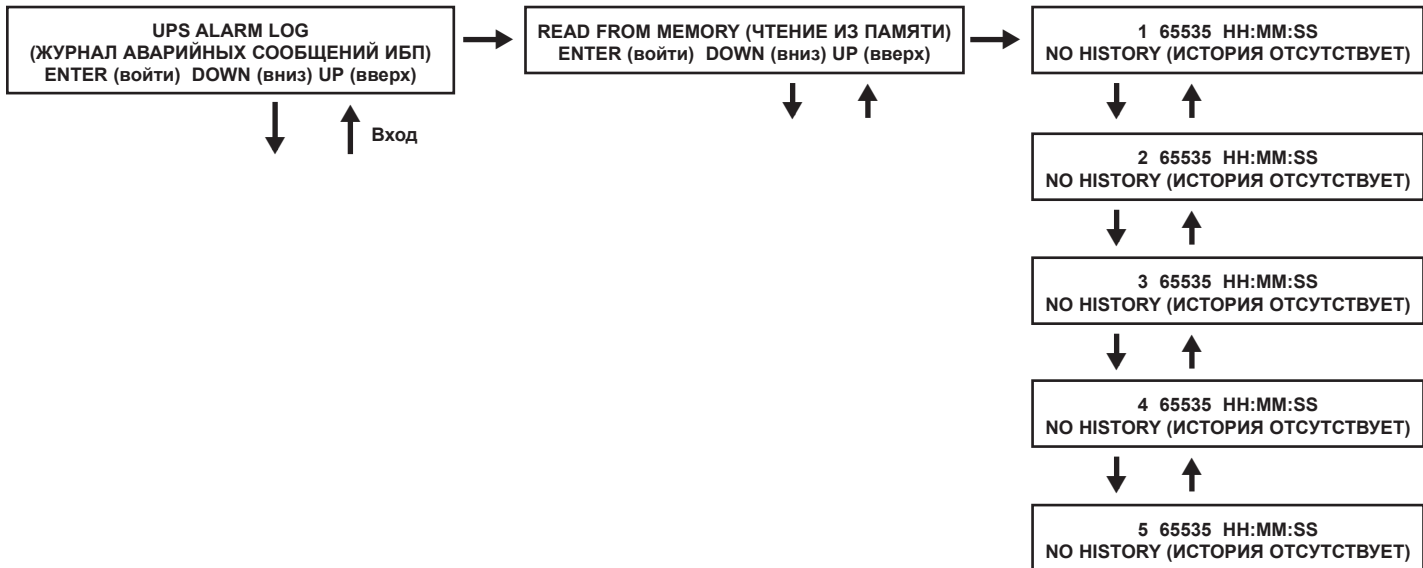 UPS ALARM LOG
(ЖУРНАЛ АВАРИЙНЫХ СООБЩЕНИЙ ИБП)
ENTER (войти) DOWN (вниз) UP (вверх)
Вход
READ FROM MEMORY (ЧТЕНИЕ ИЗ ПАМЯТИ)
ENTER (войти) DOWN (вниз) UP (вверх)
1 65535 HH:MM:SS
NO HISTORY (ИСТОРИЯ ОТСУТСТВУЕТ)
2 65535 HH:MM:SS
NO HISTORY (ИСТОРИЯ ОТСУТСТВУЕТ)
3 65535 HH:MM:SS
NO HISTORY (ИСТОРИЯ ОТСУТСТВУЕТ)
4 65535 HH:MM:SS
NO HISTORY (ИСТОРИЯ ОТСУТСТВУЕТ)
5 65535 HH:MM:SS
NO HISTORY (ИСТОРИЯ ОТСУТСТВУЕТ)